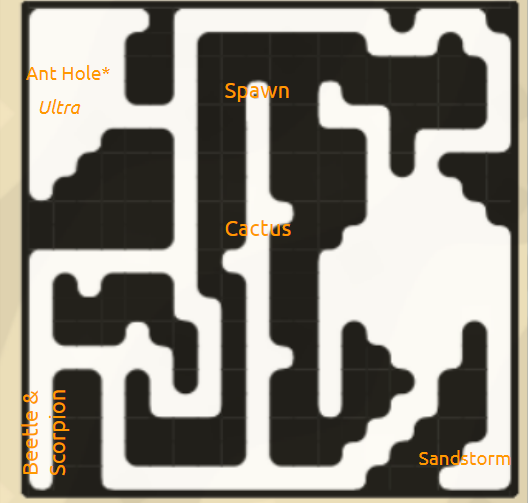 Ant Hole*
Ultra
Spawn
Cactus
Beetle &
Scorpion
Sandstorm